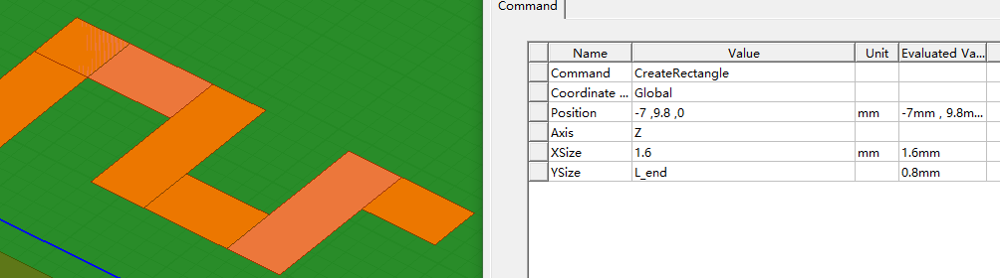 Command
Name Value Unit Evaluated Va...
Command CreateRectangle
Coordinate ... Global
Position -7 ,9.8 ,0 mm -7mm , 9.8m...
Axis Z
XSize 1.6 mm 1.6mm
YSize L_end 0.8mm